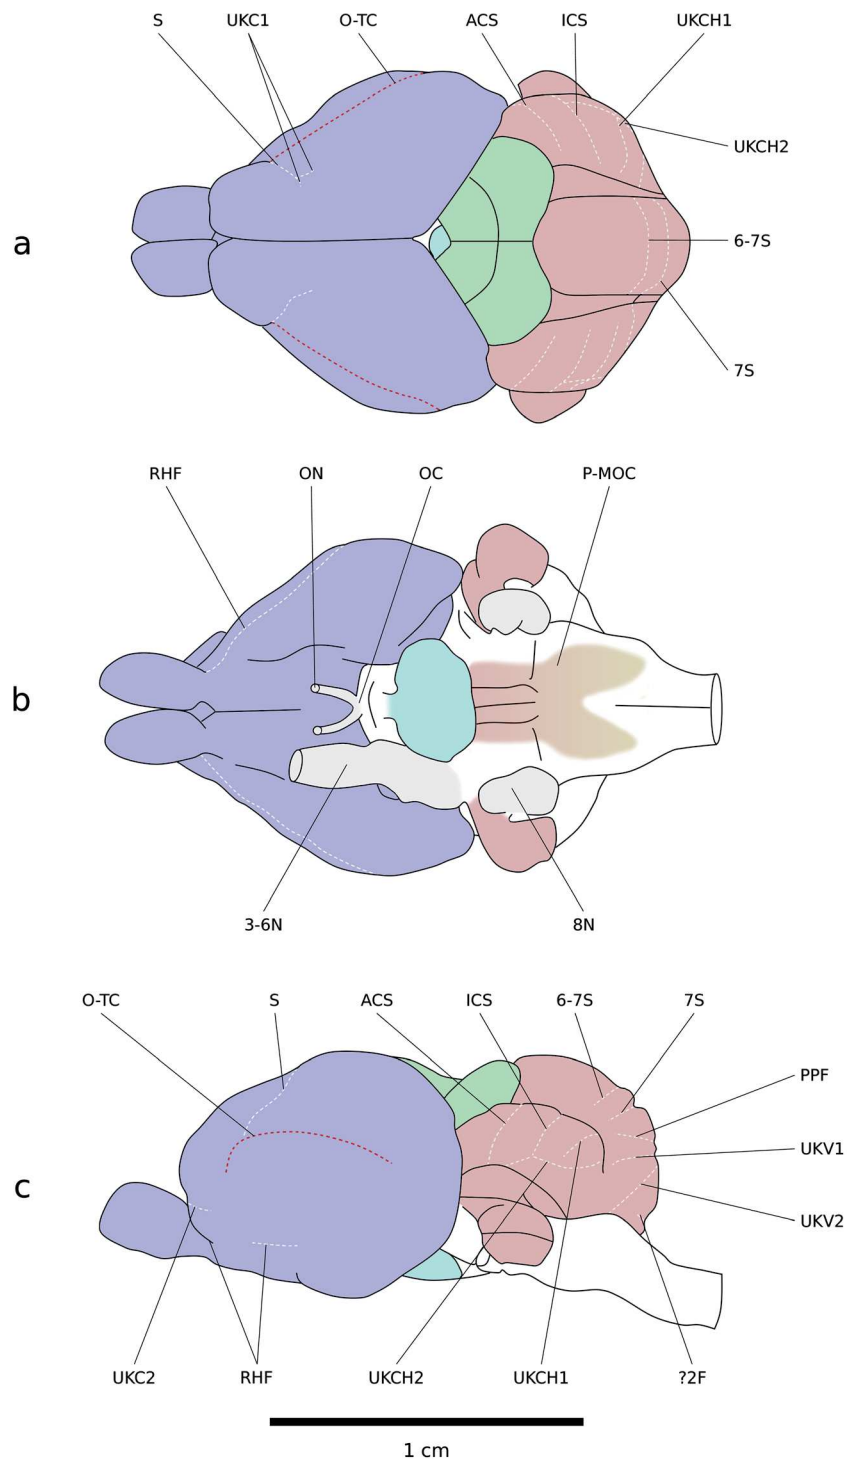 S UKC1 O-TC ACS ICS UKCH1
UKCH2
a
6-7S
7S
RHF ON OC P-MOC
b
3-6N 8N
O-TC S ACS ICS 6-7S 7S
PPF
UKV1
c
UKV2
UKC2 RHF UKCH2 UKCH1 ?2F
1 cm